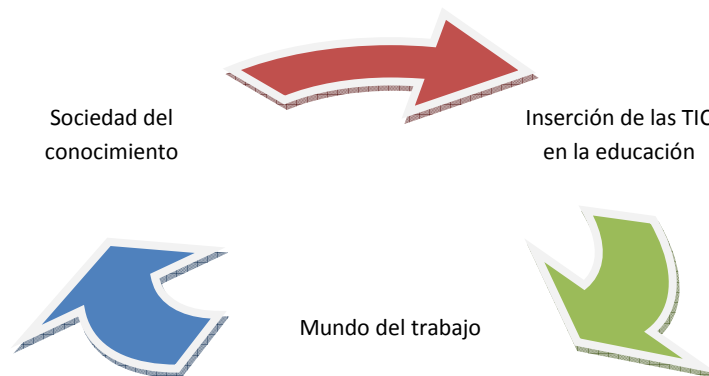 Sociedad del
conocimiento
Inserción de las TIC
en la educación
Mundo del trabajo